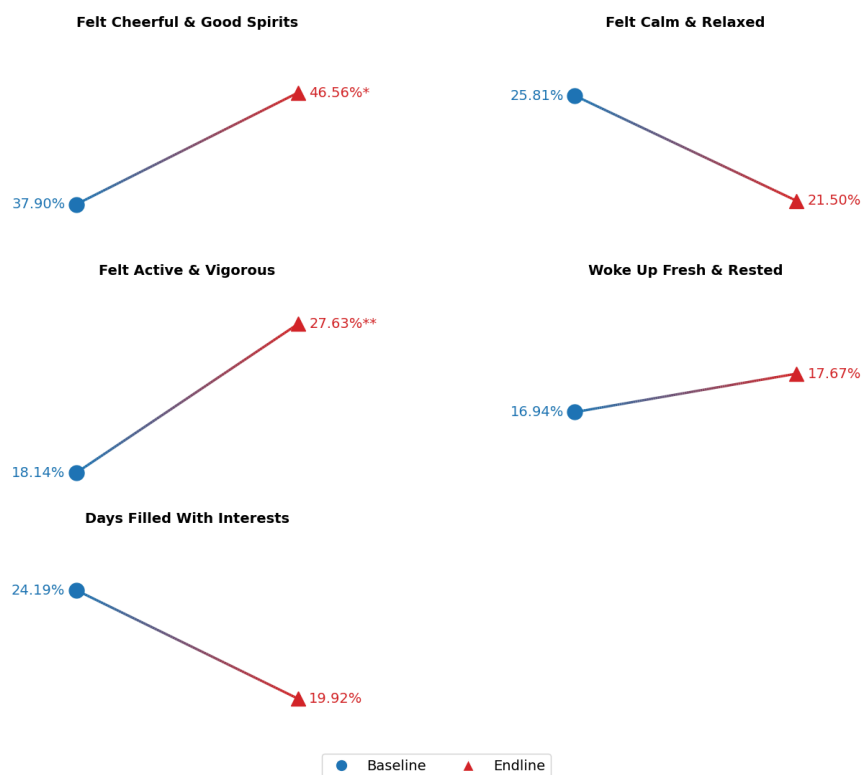 Felt Cheerful & Good Spirits
37.90%
46.56%*
Felt Calm & Relaxed
25.81%
21.50%
Felt Active & Vigorous
18.14%
27.63%**
Woke Up Fresh & Rested
16.94%
17.67%
Days Filled With Interests
24.19%
19.92%
Baseline Endline